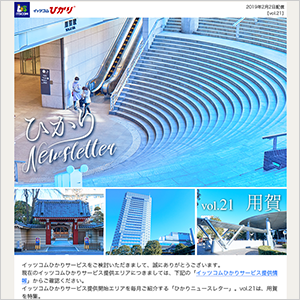 イッツコム ひかり
2019年2月2日配信
[vol.21]
ひかり
Newsletter
vol.21 用賀
イッツコムひかりサービスをご検討いただきまして、誠にありがとうございます。
現在のイッツコムひかりサービス提供エリアにつきましては、下記の「イッツコムひかりサービス提供情
報」からご確認ください。
イッツコムひかりサービス提供開始エリアを毎月ご紹介する「ひかりニュースレター」。vol.21は、用賀
を特集。